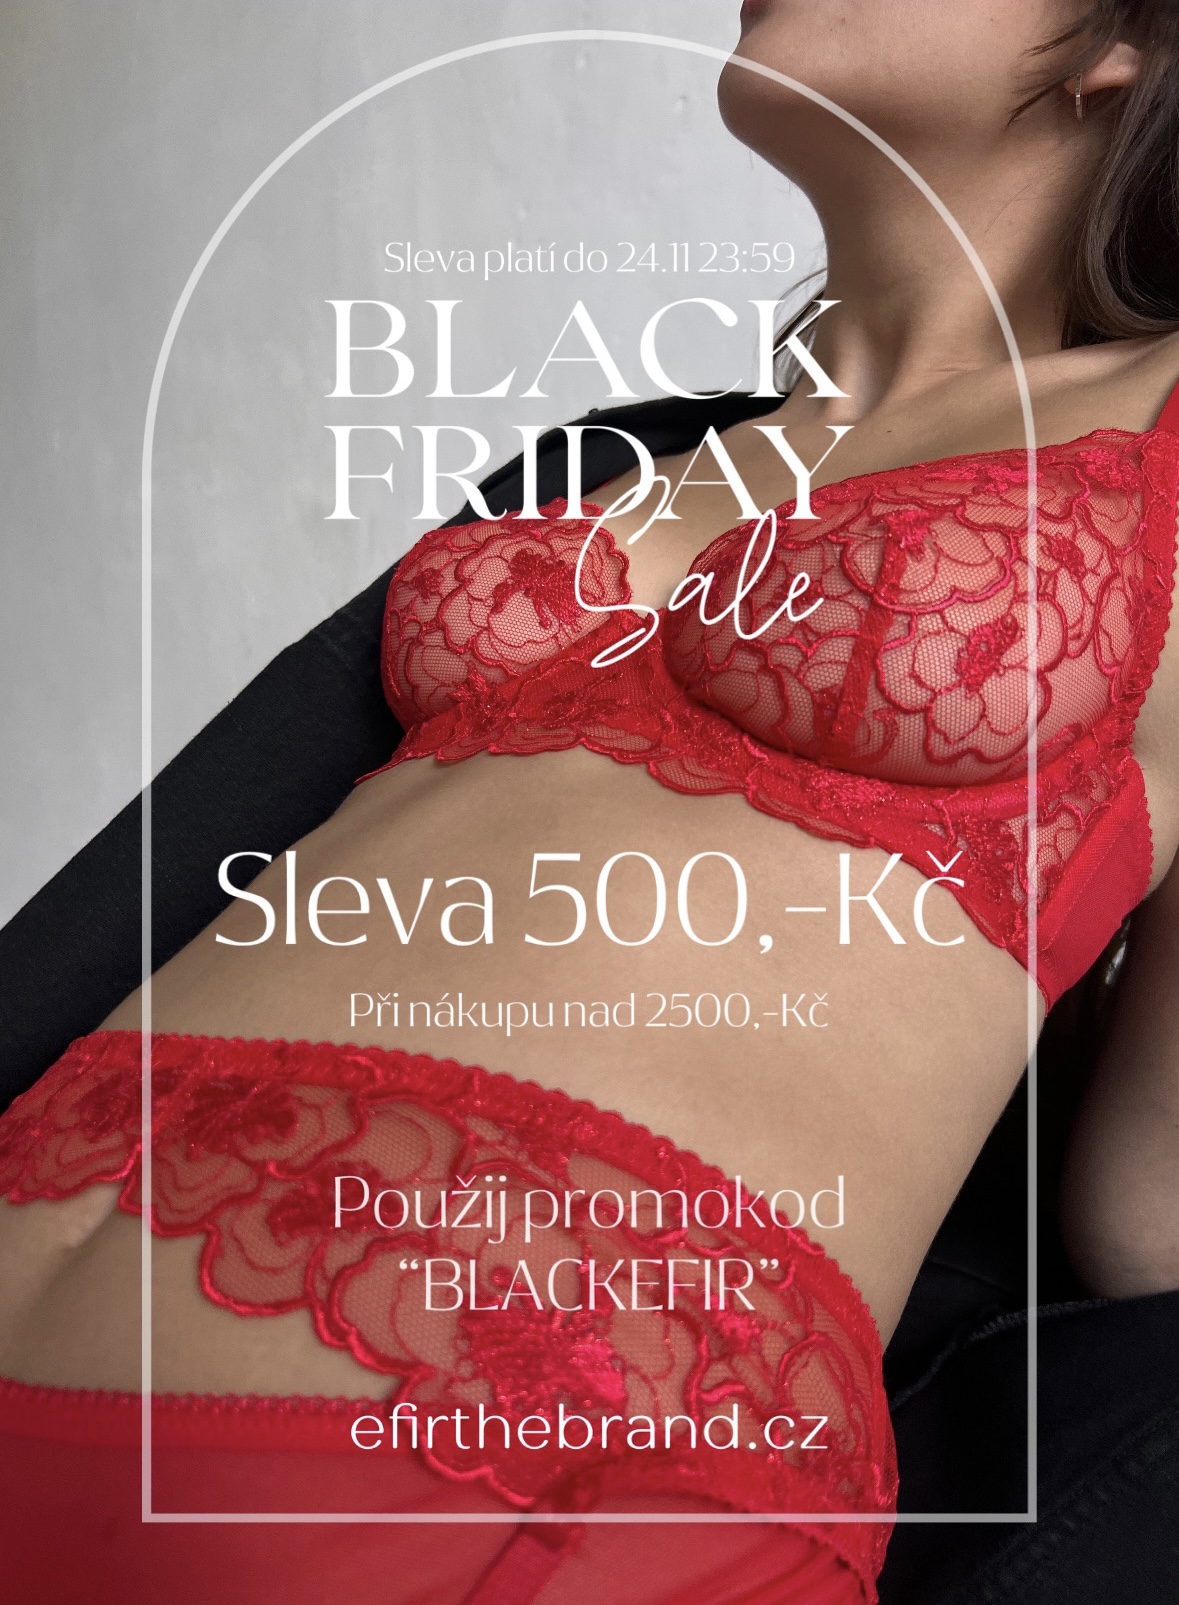 Sleva platí do 24.11 23:59
BLACK
FRIDAY
Sale
Sleva 500,-Kč
Při nákupu nad 2500,-Kč
Použij promokod
“BLACKEFIR”
efirthebrand.cz